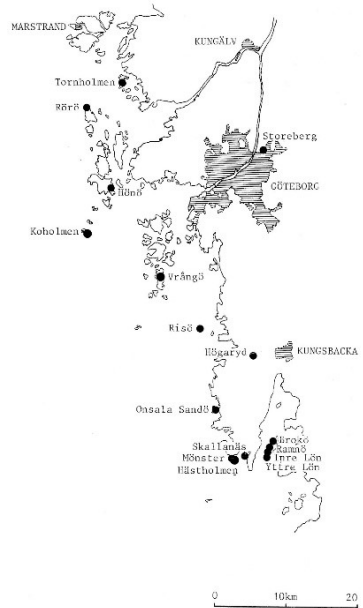 MARSTRAND
KUNGÄLV
Tornholmen
Rörö
Storeberg
Hönö
GÖTEBORG
Koholmen
Vrångö
Risö
Högaryd
KUNGSBACKA
Onsala Sandö
Skallanäs
Ramnö
Mönster
Inre Lön
Hästholmen
Yttre Lön
0 10km 20